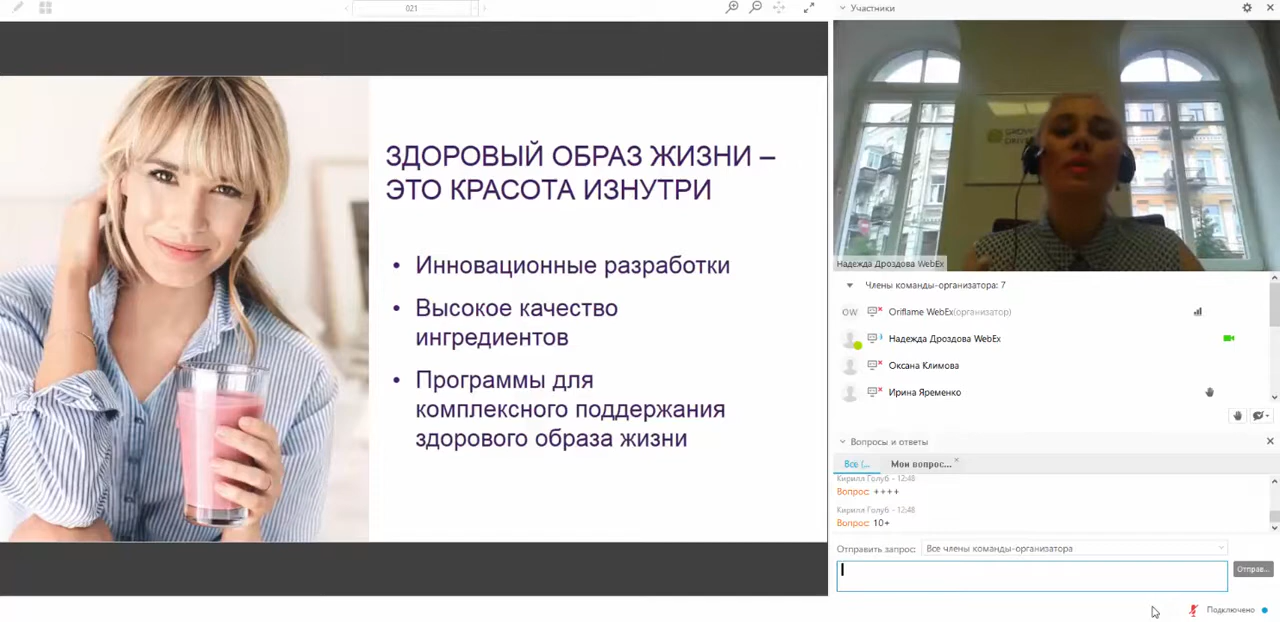 021
ЗДОРОВЫЙ ОБРАЗ ЖИЗНИ –
ЭТО КРАСОТА ИЗНУТРИ
• Инновационные разработки
• Высокое качество
ингредиентов
• Программы для
комплексного поддержания
здорового образа жизни
Участники
Надежда Дроздова WebEx
Члены команды-организатора: 7
OW Oriflame WebEx(организатор)
Надежда Дроздова WebEx
Оксана Климова
Ирина Яременко
Вопросы и ответы
Все (...
Мои вопрос...
Кирилл Голуб - 12:48
Вопрос: ++++
Кирилл Голуб - 12:48
Вопрос: 10+
Отправить запрос: Все члены команды-организатора
Отправ...
Подключено